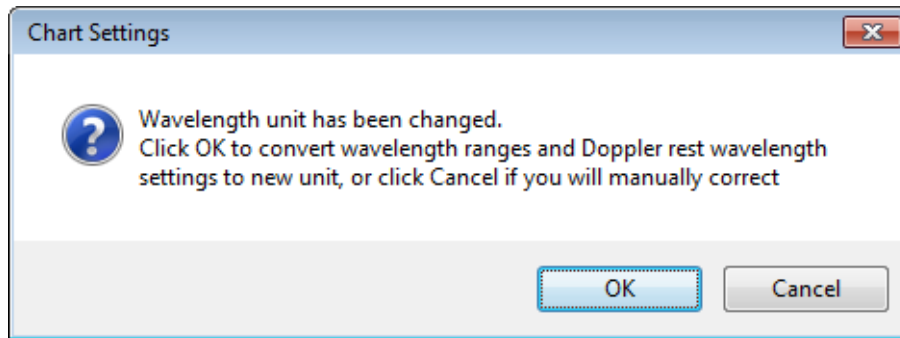 Chart Settings
Wavelength unit has been changed.
Click OK to convert wavelength ranges and Doppler rest wavelength
settings to new unit, or click Cancel if you will manually correct
OK Cancel